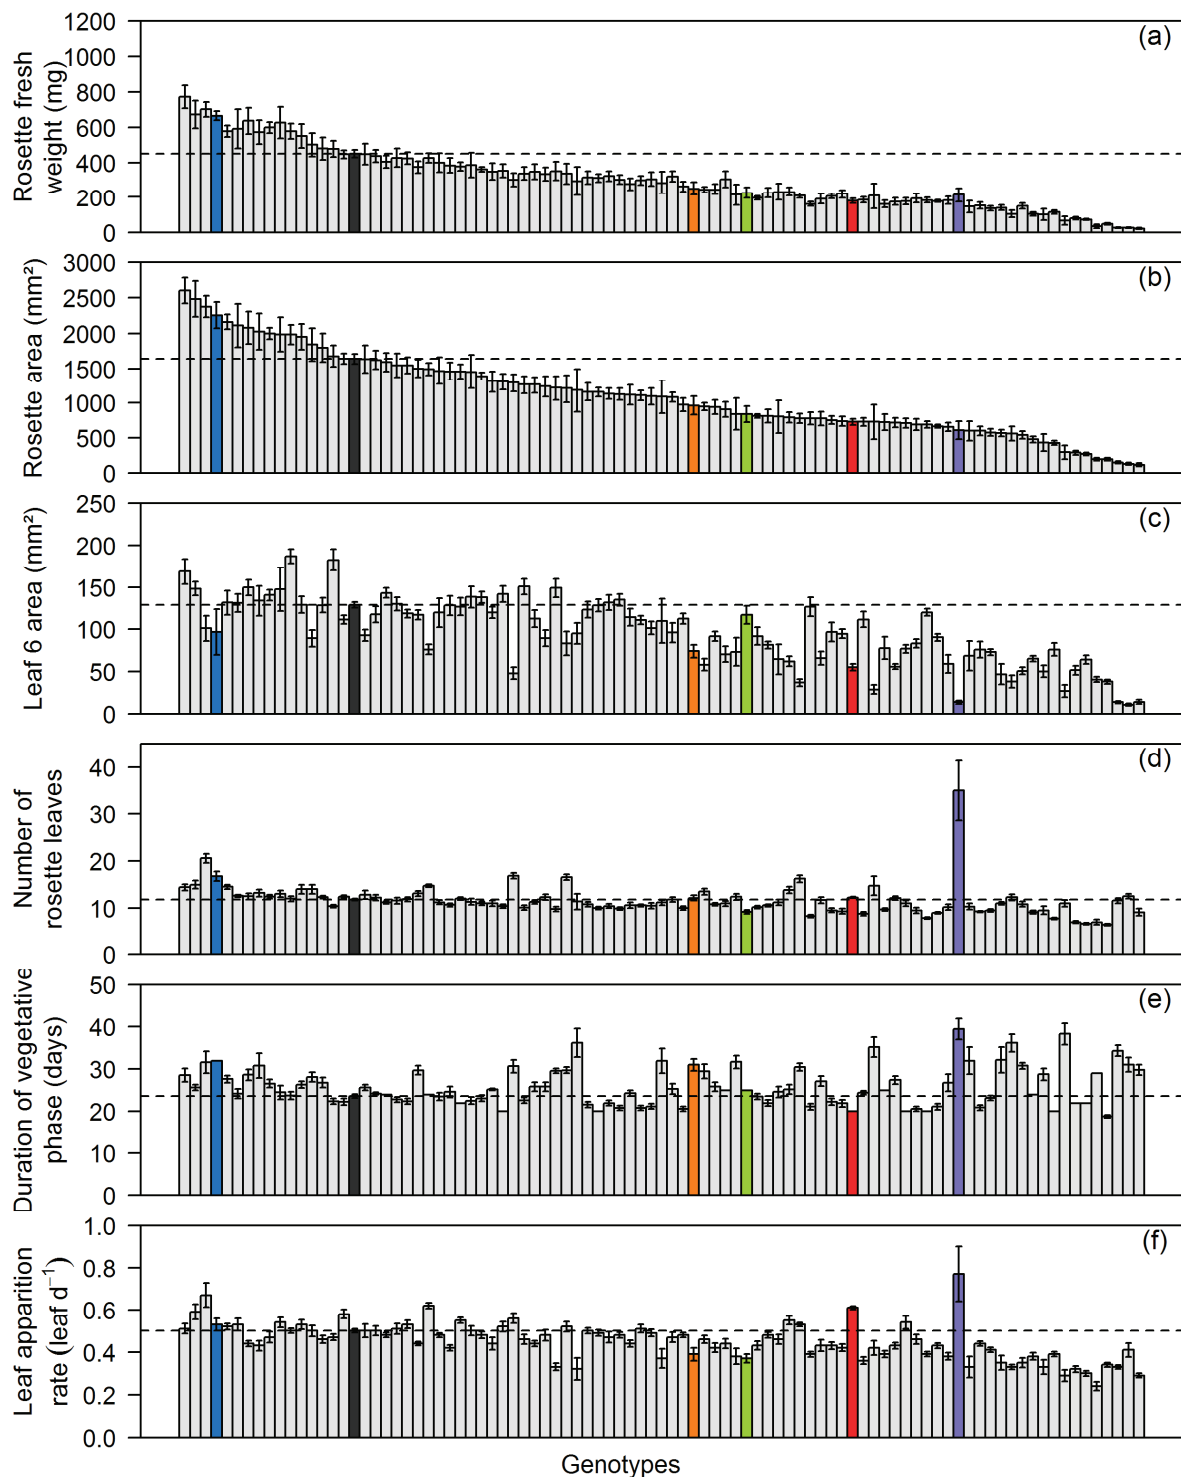 (a)
Rosette fresh
weight (mg)
1200
1000
800
600
400
200
0
(b)
Rosette area (mm²)
3000
2500
2000
1500
1000
500
0
(c)
Leaf 6 area (mm²)
250
200
150
100
50
0
(d)
Number of
rosette leaves
40
30
20
10
0
(e)
Duration of vegetative
phase (days)
50
40
30
20
10
0
(f)
Leaf apparition
rate (leaf d⁻¹)
1.0
0.8
0.6
0.4
0.2
0.0
Genotypes